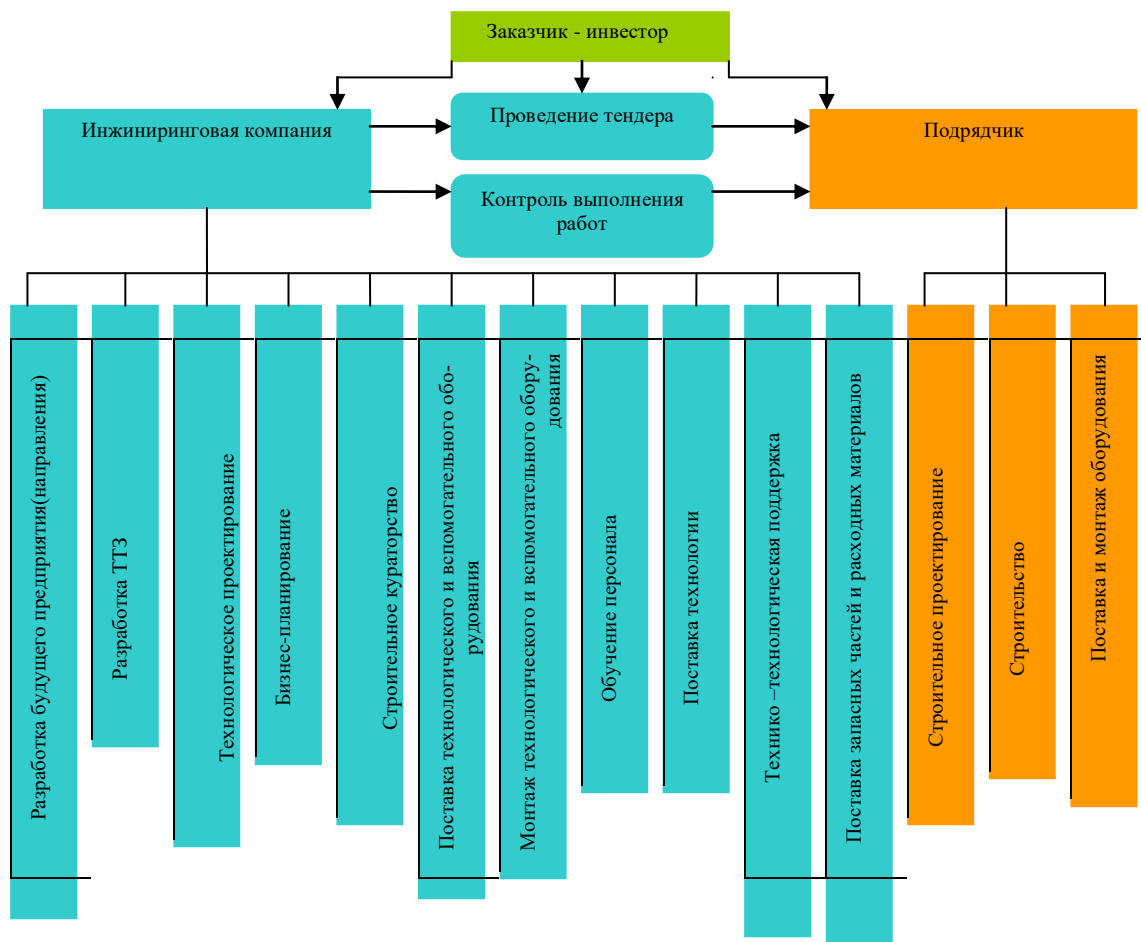 Заказчик - инвестор
Инжиниринговая компания
Проведение тендера
Подрядчик
Контроль выполнения
работ
Разработка будущего предприятия(направления)
Разработка ТТЗ
Технологическое проектирование
Бизнес-планирование
Строительное кураторство
Поставка технологического и вспомогательного обо-
рудования
Монтаж технологического и вспомогательного обору-
дования
Обучение персонала
Поставка технологии
Технико –технологическая поддержка
Поставка запасных частей и расходных материалов
Строительное проектирование
Строительство
Поставка и монтаж оборудования